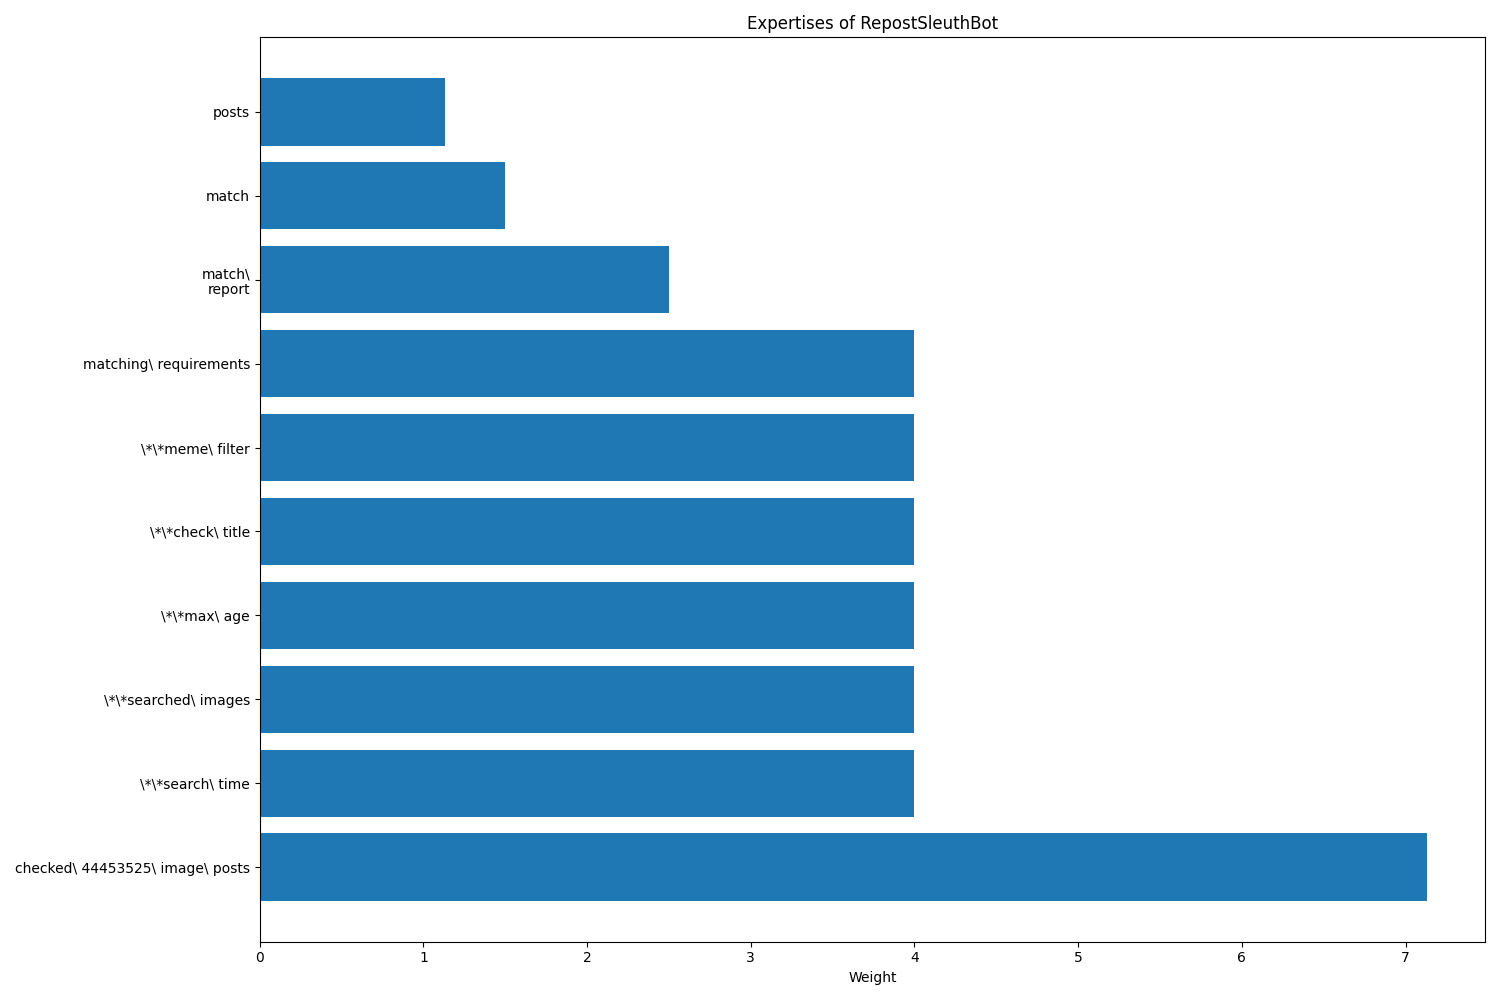 Expertises of RepostSleuthBot
posts
match
match\
report
matching\ requirements
\*\*meme\ filter
\*\*check\ title
\*\*max\ age
\*\*searched\ images
\*\*search\ time
checked\ 44453525\ image\ posts
0 1 2 3 4 5 6 7
Weight